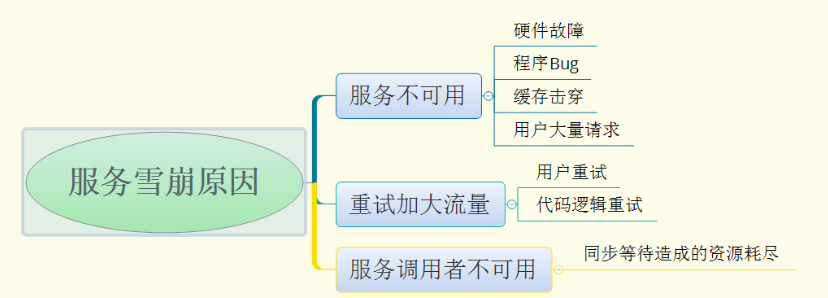 服务雪崩原因
服务不可用
硬件故障
程序Bug
缓存击穿
用户大量请求
重试加大流量
用户重试
代码逻辑重试
服务调用者不可用
同步等待造成的资源耗尽